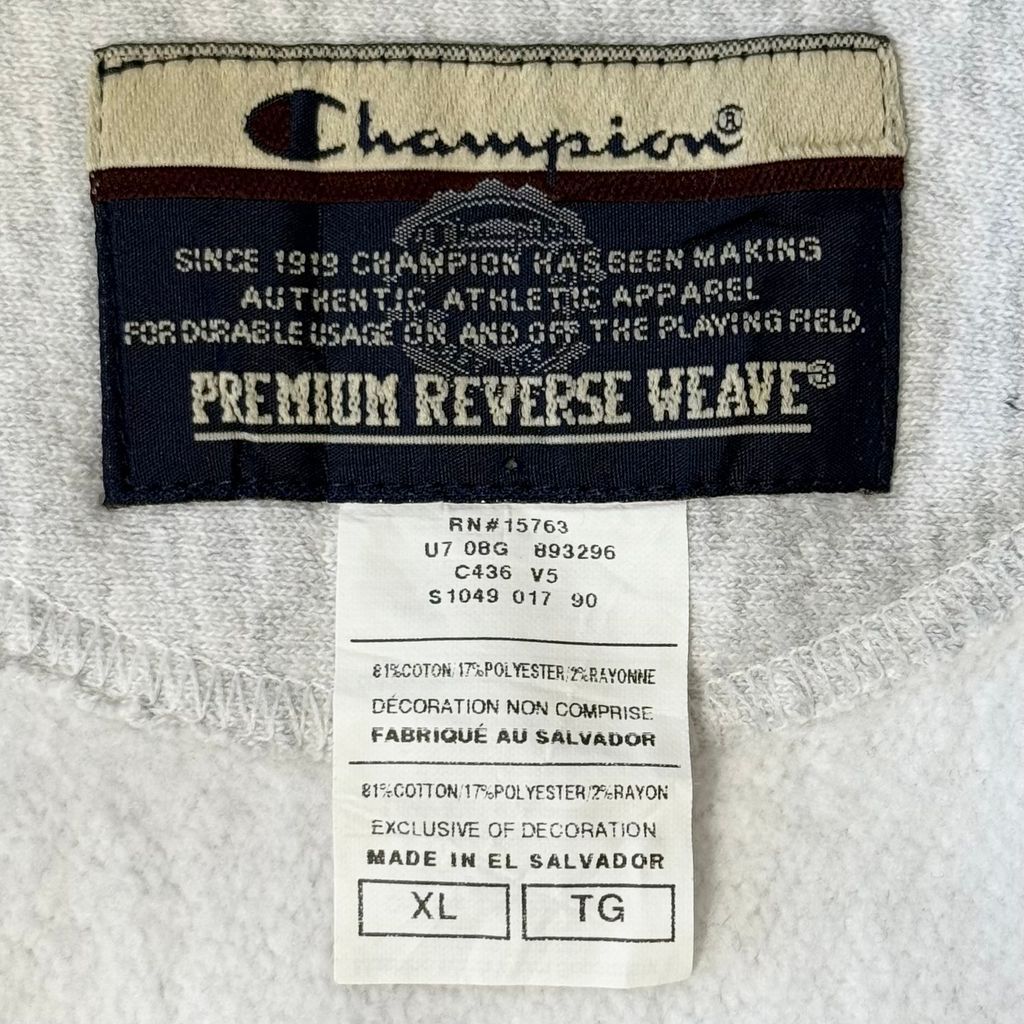 Champion®
SINCE 1919 CHAMPION HAS BEEN MAKING
AUTHENTIC ATHLETIC APPAREL
FOR DURABLE USAGE ON AND OFF THE PLAYING FIELD.
PREMIUM REVERSE WEAVE®
RN#15763
U7 08G 893296
C436 V5
S1049 017 90
81%COTON/17%POLYESTER/2%RAYONNE
DÉCORATION NON COMPRISE
FABRIQUÉ AU SALVADOR
81%COTTON/17%POLYESTER/2%RAYON
EXCLUSIVE OF DECORATION
MADE IN EL SALVADOR
XL TG